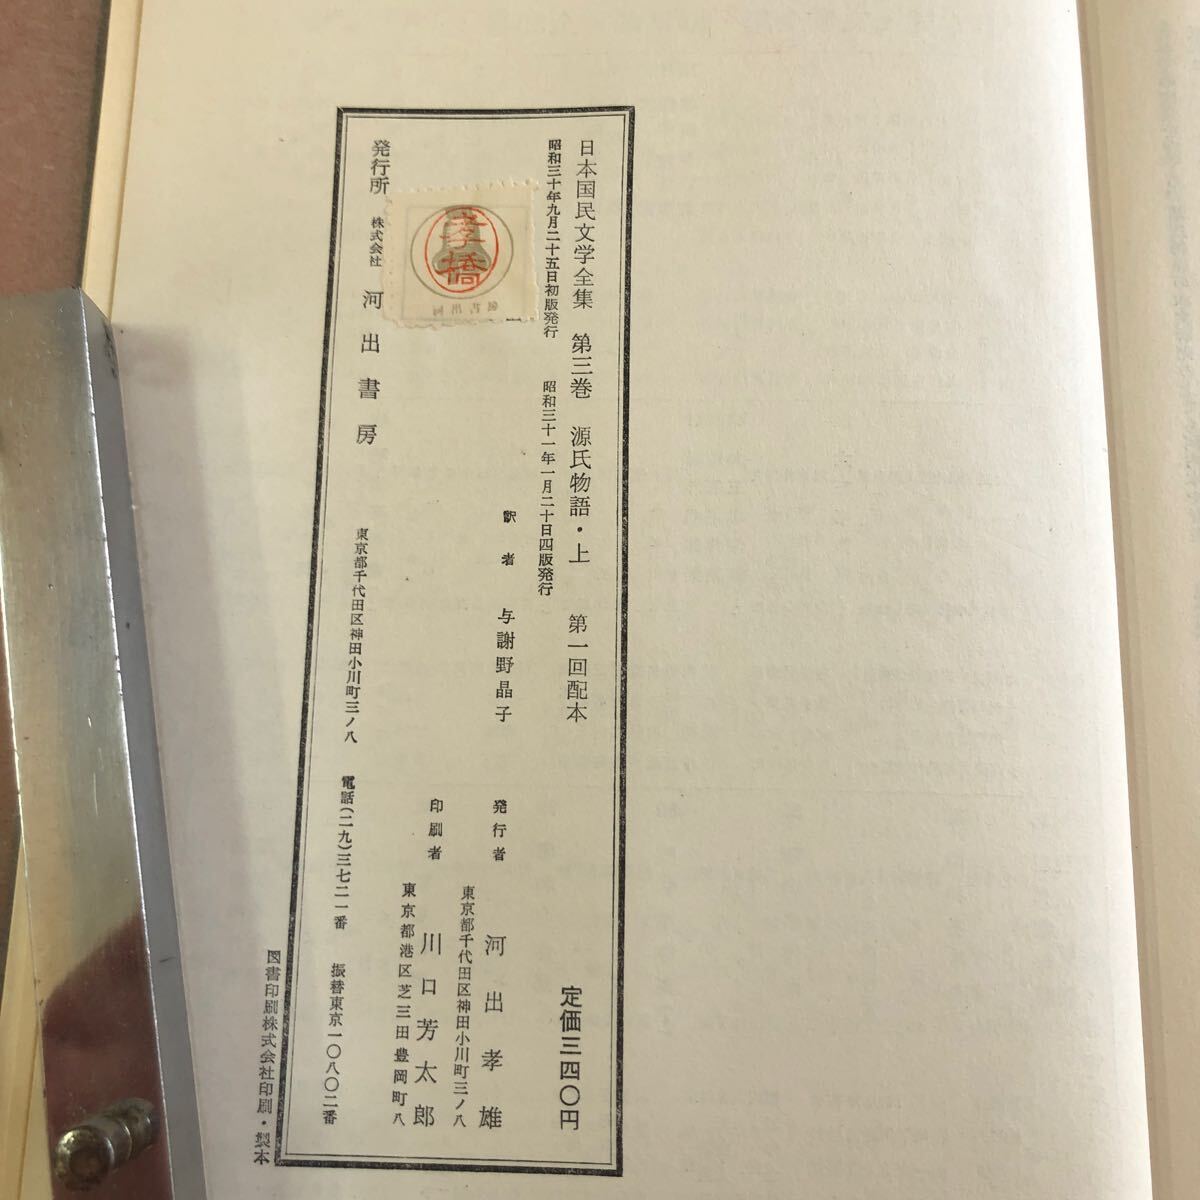 日本国民文学全集　第三巻　源氏物語・上　第一回配本
定価三四〇円
昭和三十年九月二十五日初版発行　昭和三十一年一月二十日四版発行
訳者　与謝野晶子
発行者　河出孝雄
東京都千代田区神田小川町三ノ八
印刷者　川口芳太郎
東京都港区芝三田豊岡町八
孝橋
発行所　株式会社　河出書房
東京都千代田区神田小川町三ノ八
電話(二九)三七二一番
振替東京一〇八〇二番
図書印刷株式会社印刷・製本